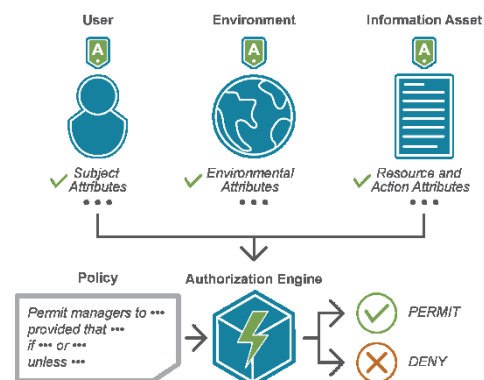 User
Environment
Information Asset
A
A
A
Subject
Attributes
•••
Environmental
Attributes
•••
Resource and
Action Attributes
•••
Policy
Authorization Engine
Permit managers to •••
provided that •••
if ••• or •••
unless •••
PERMIT
DENY